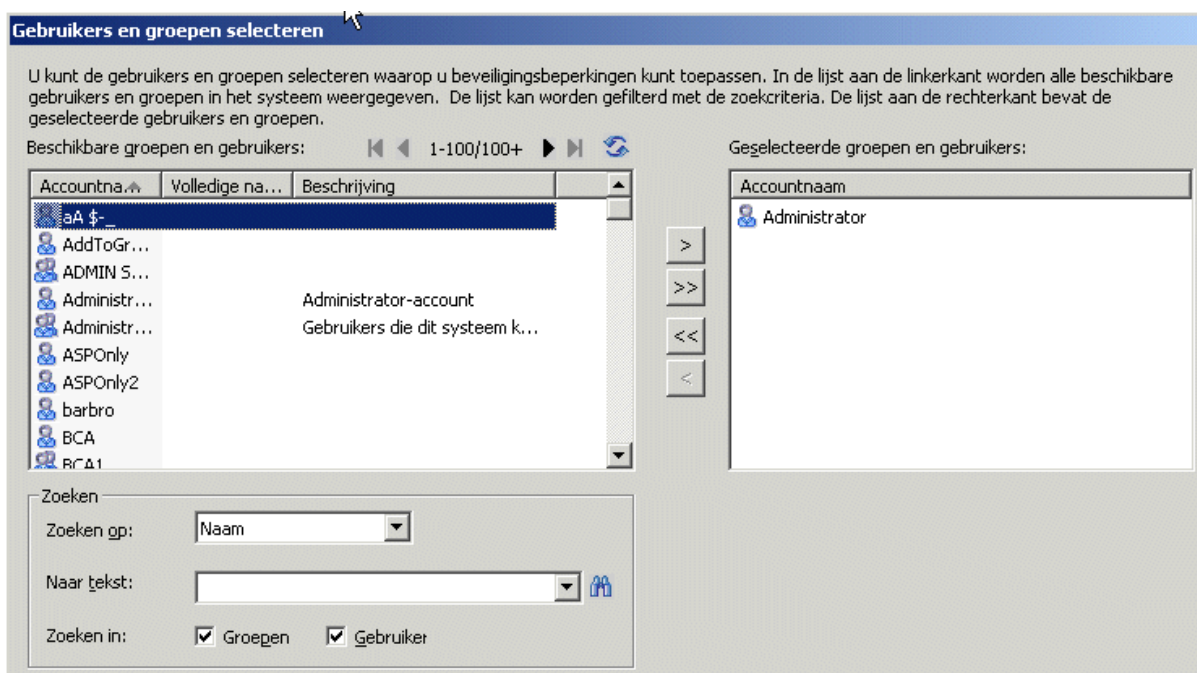 Gebruikers en groepen selecteren
U kunt de gebruikers en groepen selecteren waarop u beveiligingsbeperkingen kunt toepassen. In de lijst aan de linkerkant worden alle beschikbare
gebruikers en groepen in het systeem weergegeven. De lijst kan worden gefilterd met de zoekcriteria. De lijst aan de rechterkant bevat de
geselecteerde gebruikers en groepen.
Beschikbare groepen en gebruikers: 1-100/100+
Accountna... Volledige na... Beschrijving
aA $-_
AddToGr...
ADMIN S...
Administr... Administrator-account
Administr... Gebruikers die dit systeem k...
ASPOnly
ASPOnly2
barbro
BCA
BCA1
>
>>
<<
<
Geselecteerde groepen en gebruikers:
Accountnaam
Administrator
Zoeken
Zoeken op: Naam
Naar tekst:
Zoeken in: Groepen Gebruiker